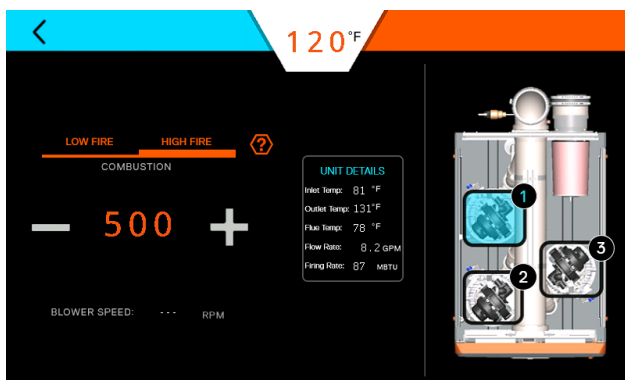 120°F
LOW FIRE HIGH FIRE ?
COMBUSTION
500
BLOWER SPEED: --- RPM
UNIT DETAILS
Inlet Temp: 81 °F
Outlet Temp: 131°F
Flue Temp: 78 °F
Flow Rate: 8.2 GPM
Firing Rate: 87 MBTU
1
2
3